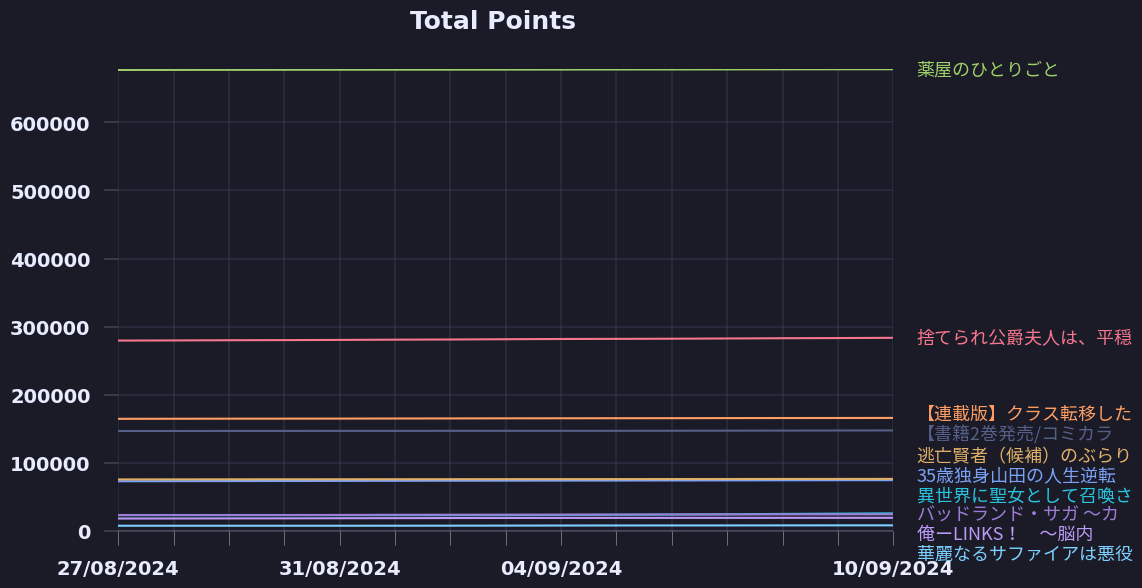 Total Points
薬屋のひとりごと
600000
500000
400000
300000
捨てられ公爵夫人は、平穏
200000
【連載版】クラス転移した
【書籍2巻発売/コミカラ
100000
逃亡賢者（候補）のぶらり
35歳独身山田の人生逆転
異世界に聖女として召喚さ
バッドランド・サガ ～カ
0
俺ーLINKS！　～脳内
華麗なるサファイアは悪役
27/08/2024
31/08/2024
04/09/2024
10/09/2024